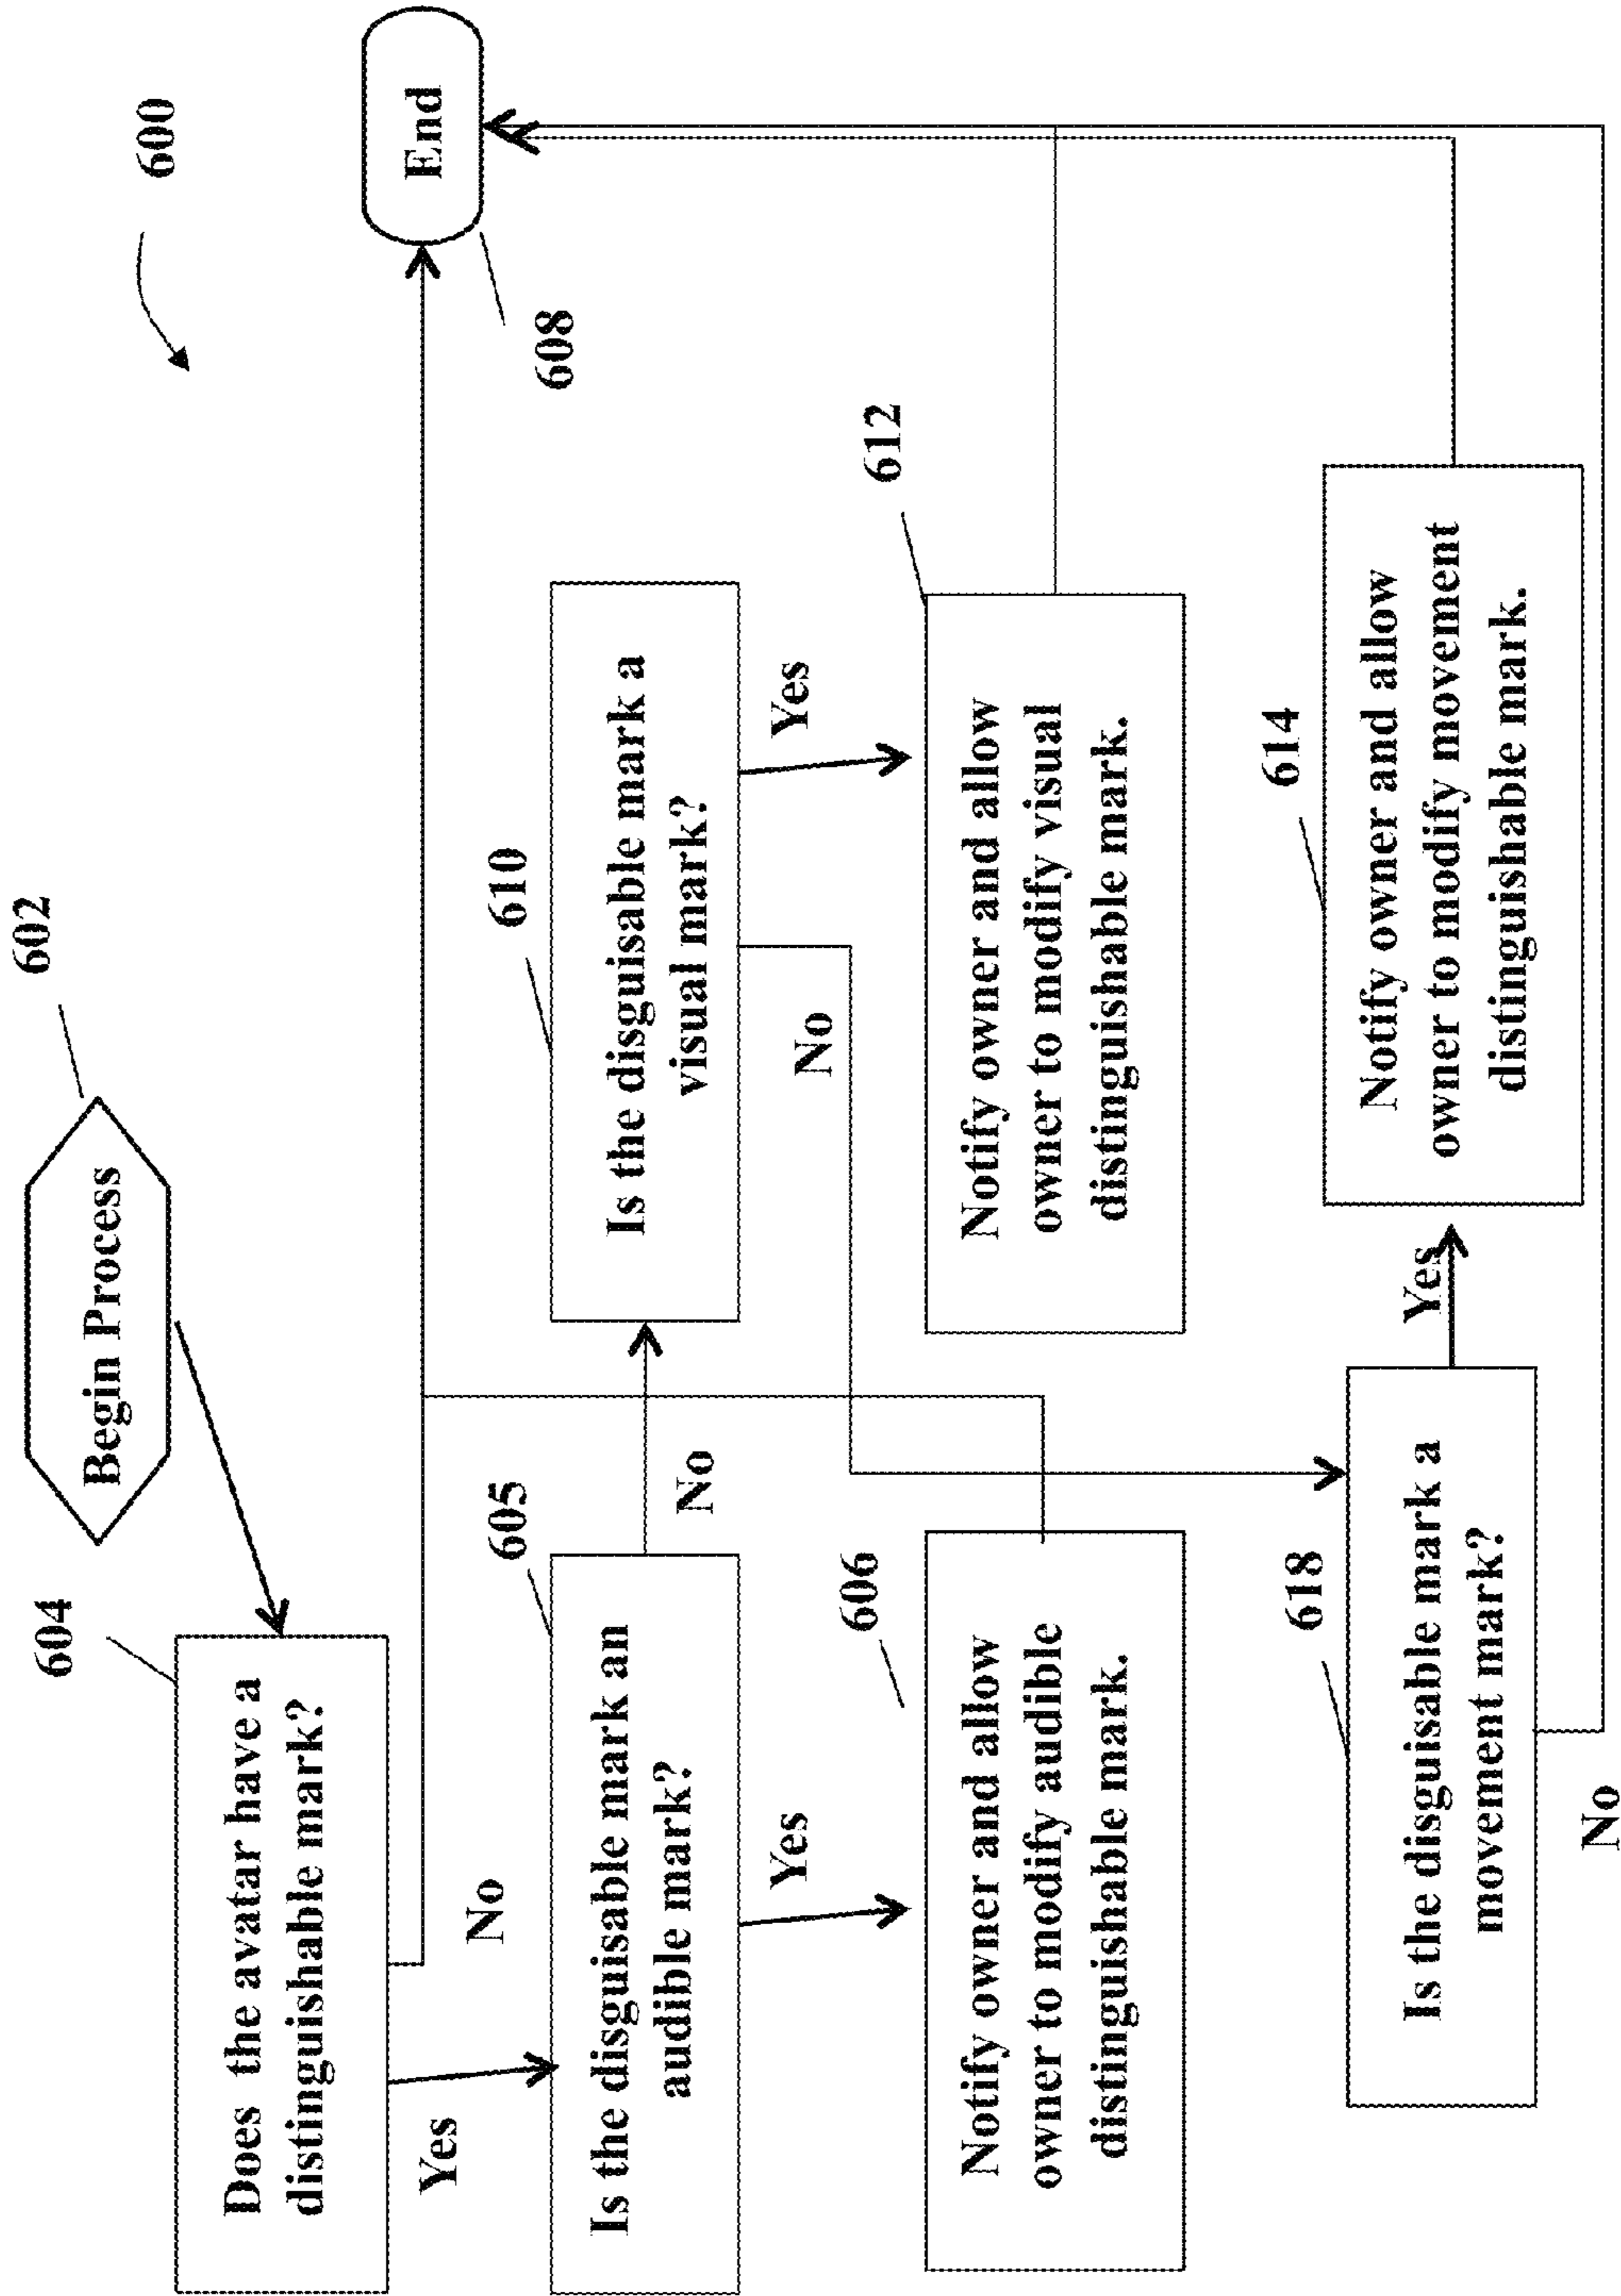 600
602
Begin Process
604
Does the avatar have a
distinguishable mark?
No
Yes
End
608
605
Is the disguisable mark an
audible mark?
No
Yes
610
Is the disguisable mark a
visual mark?
Yes
No
606
Notify owner and allow
owner to modify audible
distinguishable mark.
612
Notify owner and allow
owner to modify visual
distinguishable mark.
618
Is the disguisable mark a
movement mark?
Yes
No
614
Notify owner and allow
owner to modify movement
distinguishable mark.